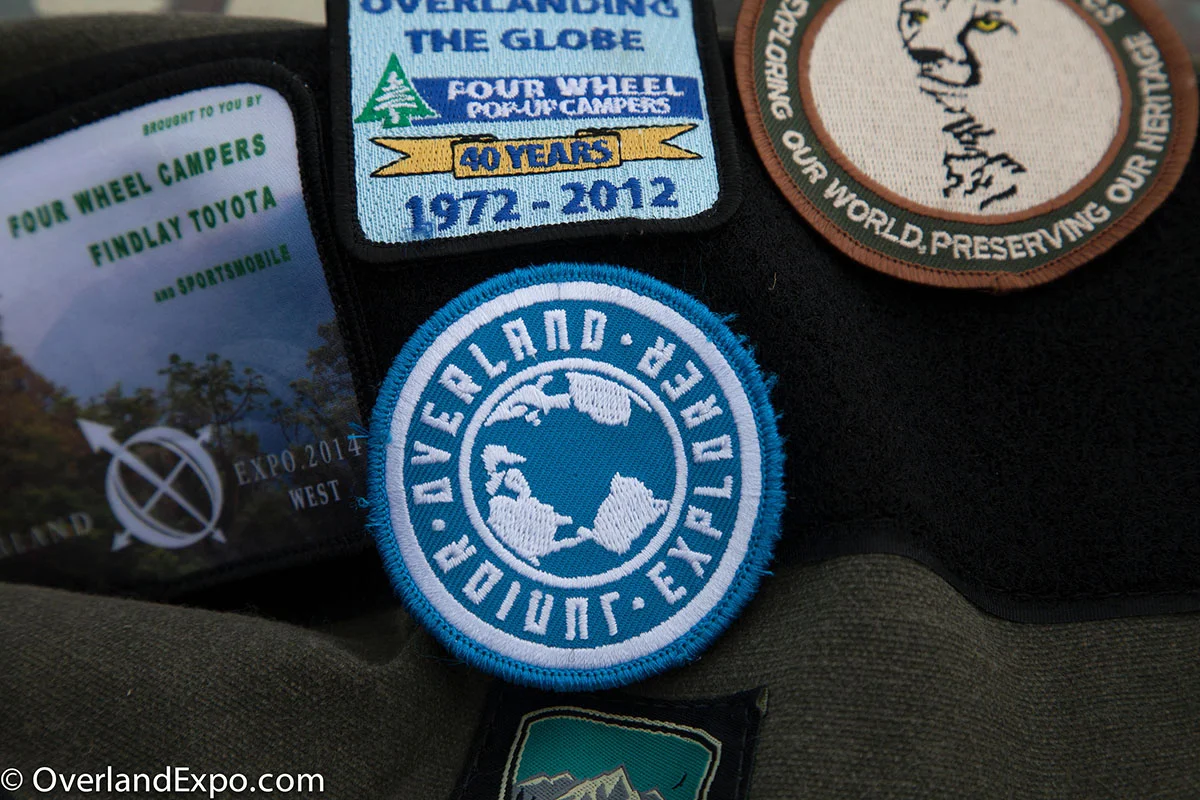 BROUGHT TO YOU BY
FOUR WHEEL CAMPERS
FINDLAY TOYOTA
AND SPORTSMOBILE
EXPO.2014
WEST
OVERLANDING
THE GLOBE
FOUR WHEEL
POP-UP CAMPERS
40 YEARS
1972 - 2012
EXPLORING OUR WORLD, PRESERVING OUR HERITAGE
OVERLAND · EXPLORER · JUNIOR ·
© OverlandExpo.com